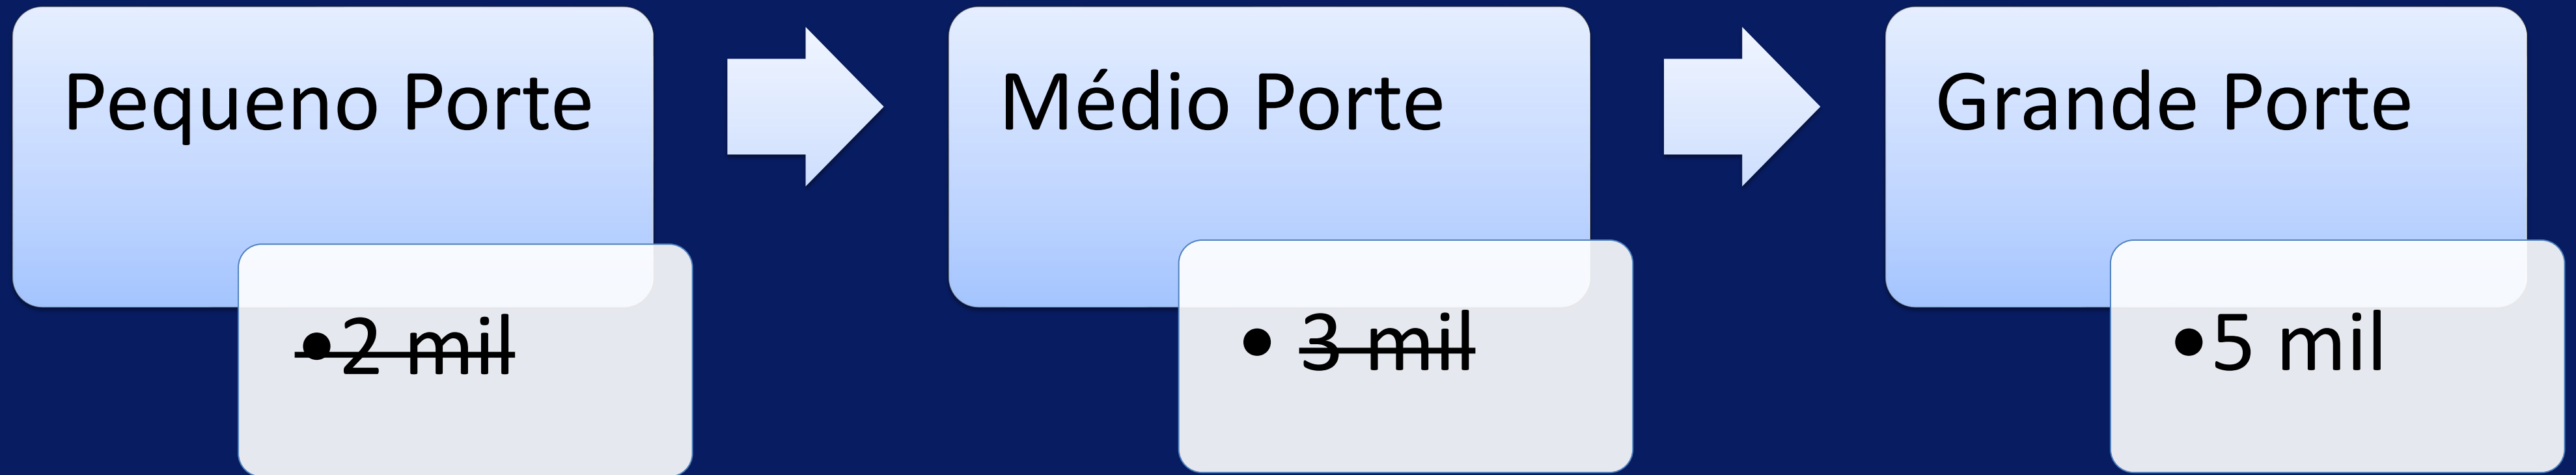 Pequeno Porte
•2 mil
Médio Porte
• 3 mil
Grande Porte
•5 mil